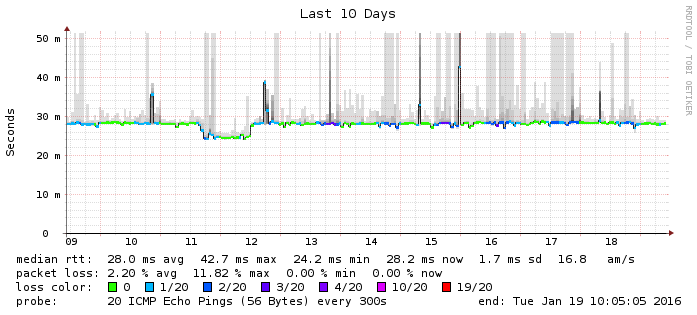 Last 10 Days
RRDTOOL / TOBI OETIKER
Seconds
50 m
40 m
30 m
20 m
10 m
0
09 10 11 12 13 14 15 16 17 18
median rtt: 28.0 ms avg 42.7 ms max 24.2 ms min 28.2 ms now 1.7 ms sd 16.8 am/s
packet loss: 2.20 % avg 11.82 % max 0.00 % min 0.00 % now
loss color: 0 1/20 2/20 3/20 4/20 10/20 19/20
probe: 20 ICMP Echo Pings (56 Bytes) every 300s end: Tue Jan 19 10:05:05 2016